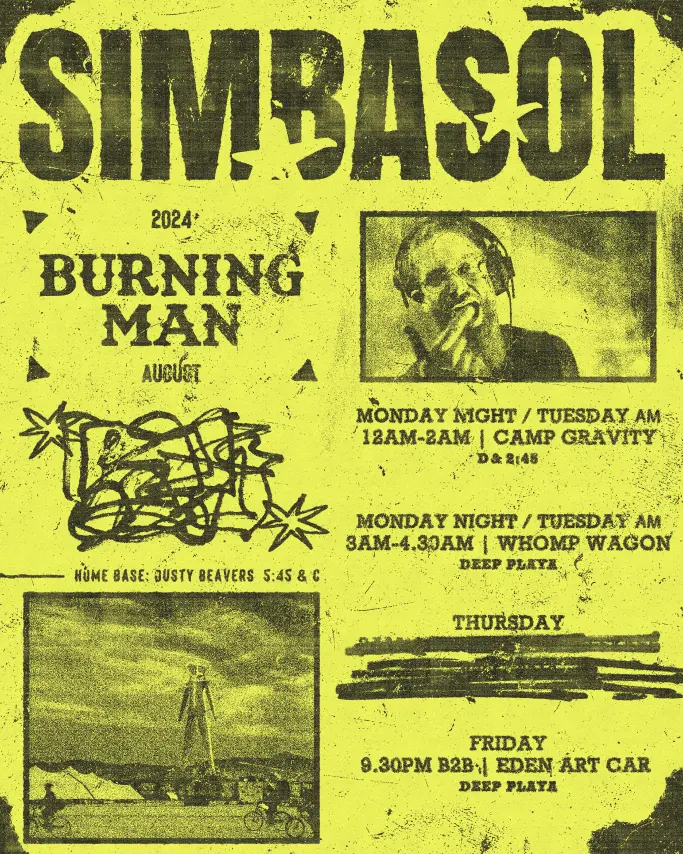 SIMBASŌL
2024
BURNING
MAN
AUGUST
HOME BASE: DUSTY BEAVERS 5:45 & C
MONDAY NIGHT / TUESDAY AM
12AM-2AM | CAMP GRAVITY
D & 2:45
MONDAY NIGHT / TUESDAY AM
3AM-4.30AM | WHOMP WAGON
DEEP PLAYA
THURSDAY
FRIDAY
9.30PM B2B | EDEN ART CAR
DEEP PLAYA